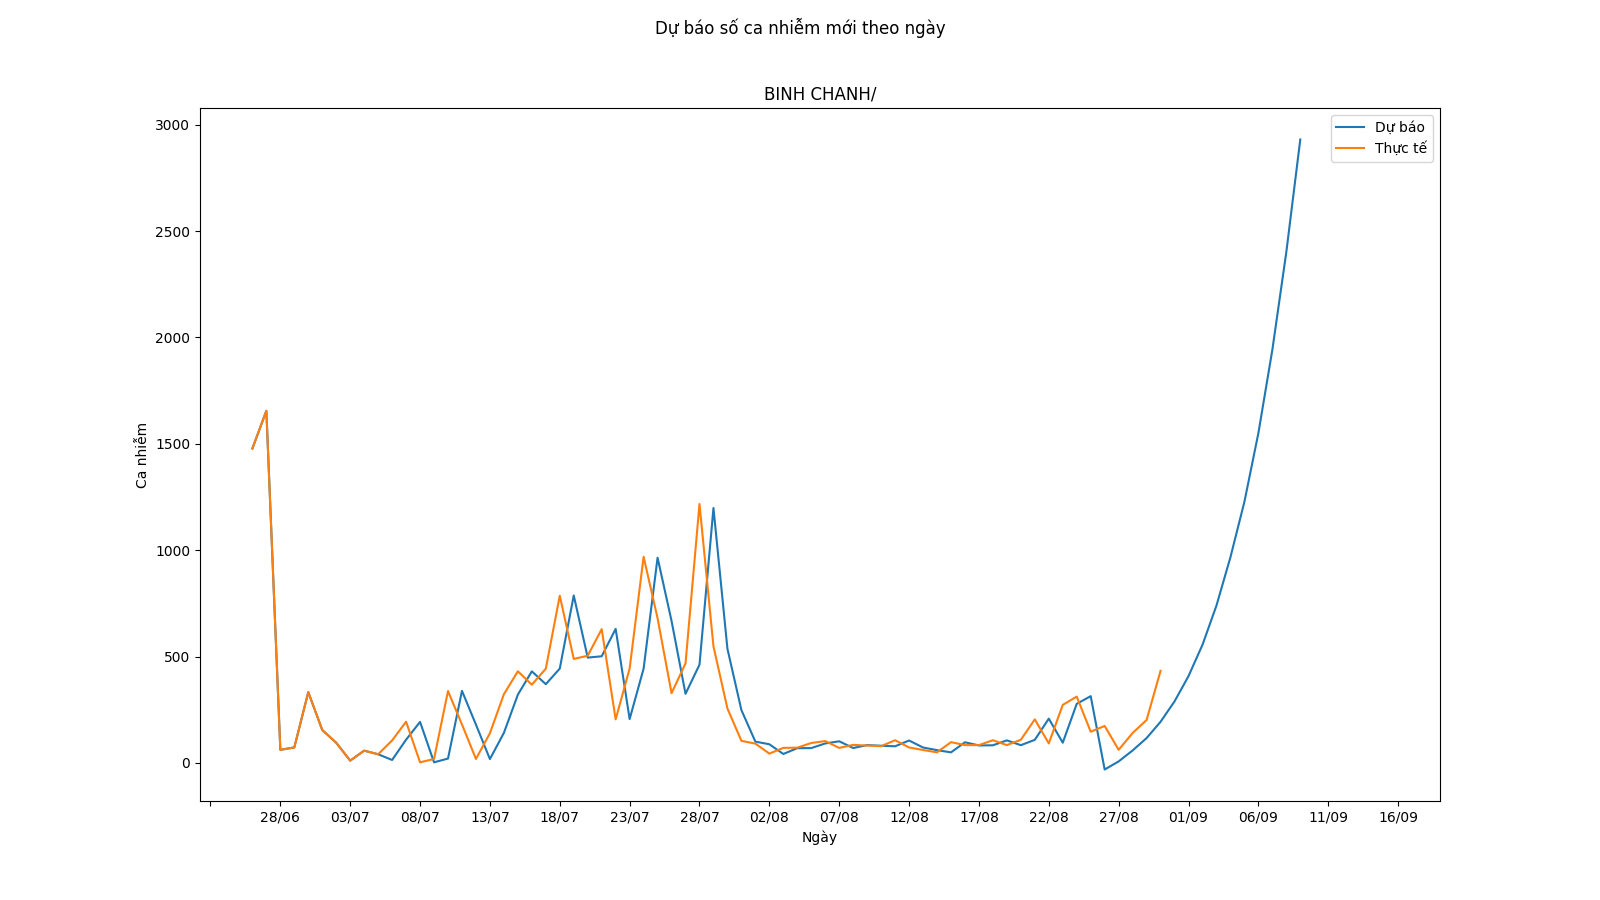 Dự báo số ca nhiễm mới theo ngày
BINH CHANH/
3000
2500
2000
1500
1000
500
0
Ca nhiễm
Dự báo
Thực tế
28/06 03/07 08/07 13/07 18/07 23/07 28/07 02/08 07/08 12/08 17/08 22/08 27/08 01/09 06/09 11/09 16/09
Ngày